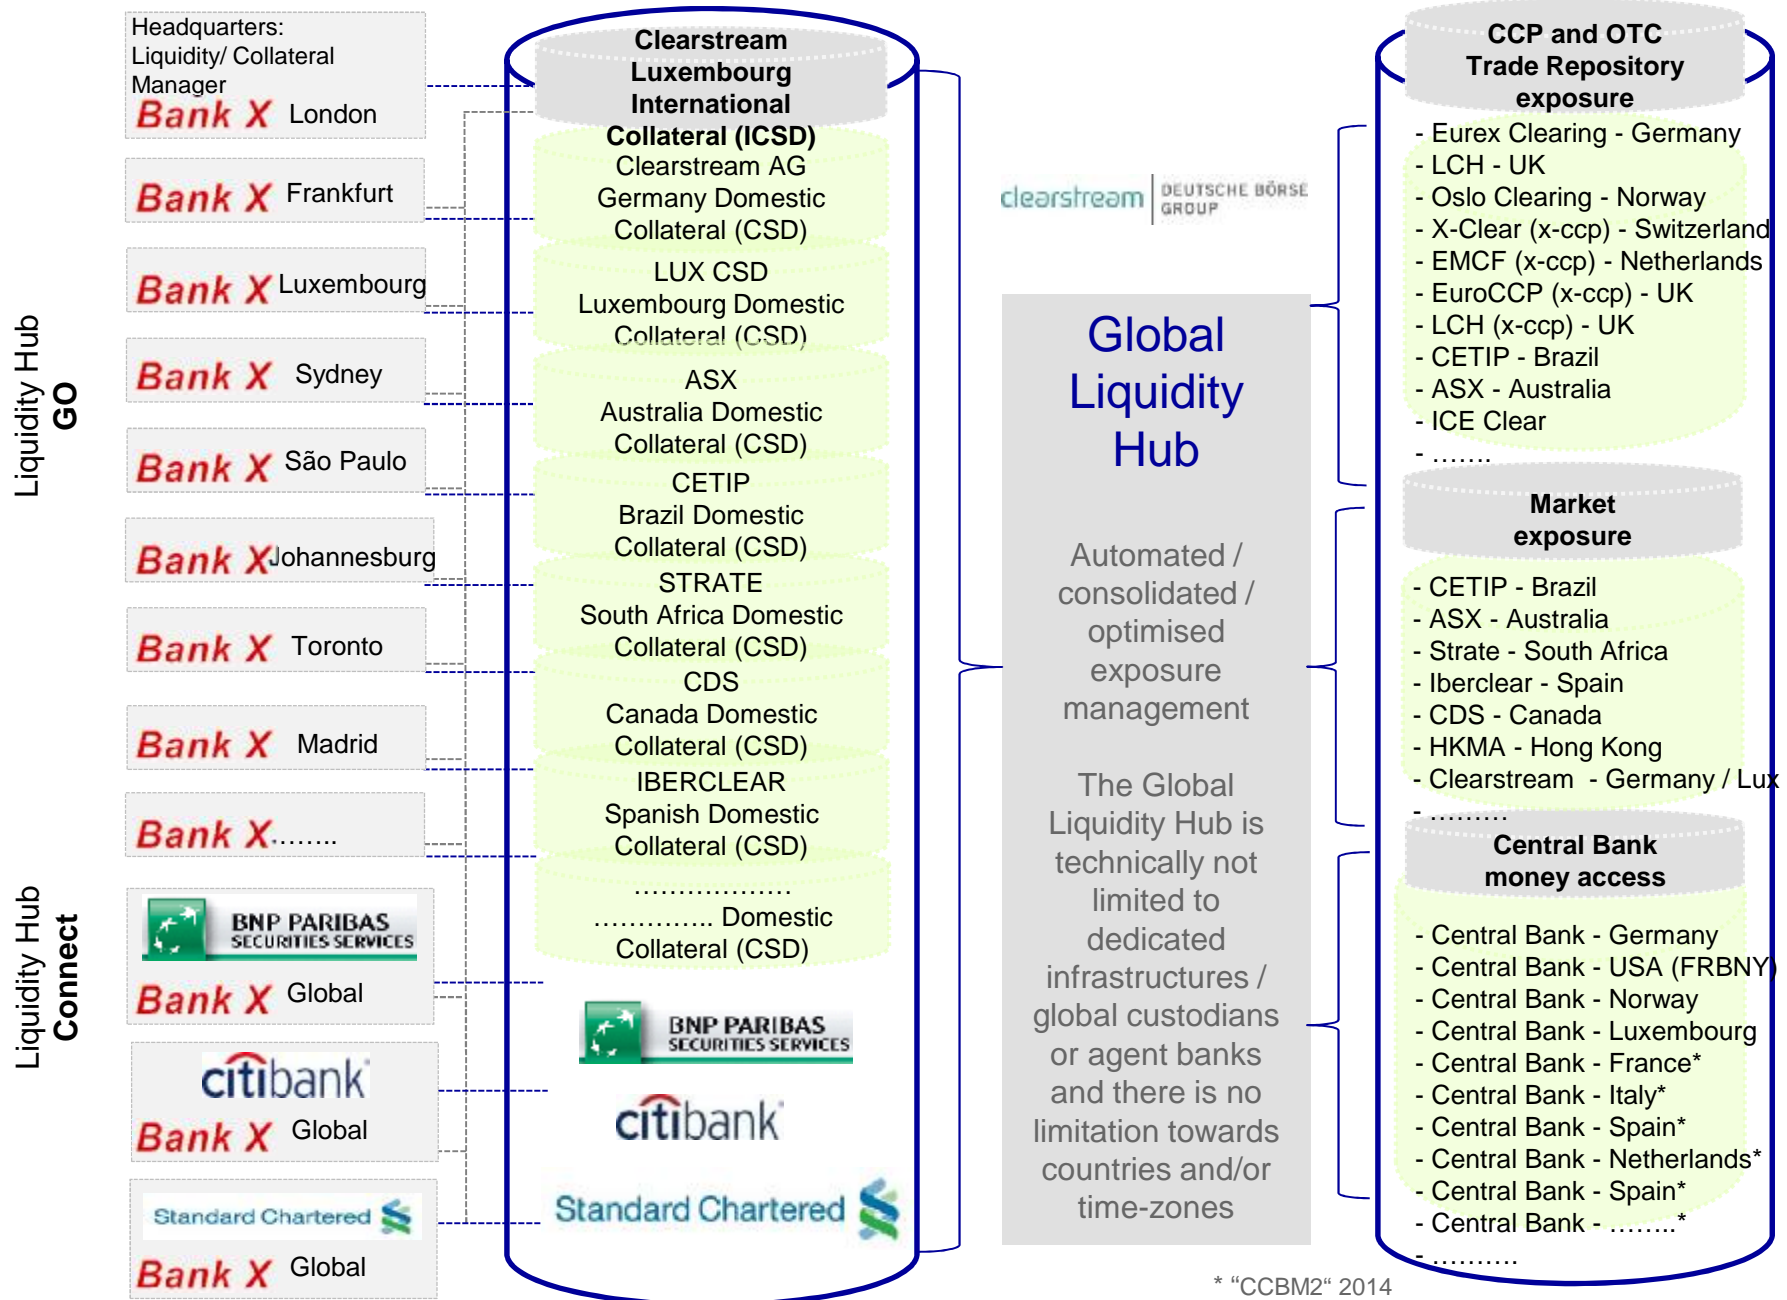 Headquarters:
Liquidity/ Collateral
Manager
Bank X London
Bank X Frankfurt
Bank X Luxembourg
Bank X Sydney
Bank X São Paulo
Bank X Johannesburg
Bank X Toronto
Bank X Madrid
Bank X ........
BNP PARIBAS
SECURITIES SERVICES
Bank X Global
citibank
Bank X Global
Standard Chartered
Bank X Global
Liquidity Hub
GO
Liquidity Hub
Connect
Clearstream
Luxembourg
International
Collateral (ICSD)
Clearstream AG
Germany Domestic
Collateral (CSD)
LUX CSD
Luxembourg Domestic
Collateral (CSD)
ASX
Australia Domestic
Collateral (CSD)
CETIP
Brazil Domestic
Collateral (CSD)
STRATE
South Africa Domestic
Collateral (CSD)
CDS
Canada Domestic
Collateral (CSD)
IBERCLEAR
Spanish Domestic
Collateral (CSD)
………………
………….. Domestic
Collateral (CSD)
BNP PARIBAS
SECURITIES SERVICES
citibank
Standard Chartered
clearstream
DEUTSCHE BÖRSE
GROUP
Global
Liquidity
Hub
Automated /
consolidated /
optimised
exposure
management
The Global
Liquidity Hub is
technically not
limited to
dedicated
infrastructures /
global custodians
or agent banks
and there is no
limitation towards
countries and/or
time-zones
CCP and OTC
Trade Repository
exposure
- Eurex Clearing - Germany
- LCH - UK
- Oslo Clearing - Norway
- X-Clear (x-ccp) - Switzerland
- EMCF (x-ccp) - Netherlands
- EuroCCP (x-ccp) - UK
- LCH (x-ccp) - UK
- CETIP - Brazil
- ASX - Australia
- ICE Clear
- …….
Market
exposure
- CETIP - Brazil
- ASX - Australia
- Strate - South Africa
- Iberclear - Spain
- CDS - Canada
- HKMA - Hong Kong
- Clearstream - Germany / Lux
- ………
Central Bank
money access
- Central Bank - Germany
- Central Bank - USA (FRBNY)
- Central Bank - Norway
- Central Bank - Luxembourg
- Central Bank - France*
- Central Bank - Italy*
- Central Bank - Spain*
- Central Bank - Netherlands*
- Central Bank - Spain*
- Central Bank - ……..*
- ……….
* “CCBM2“ 2014